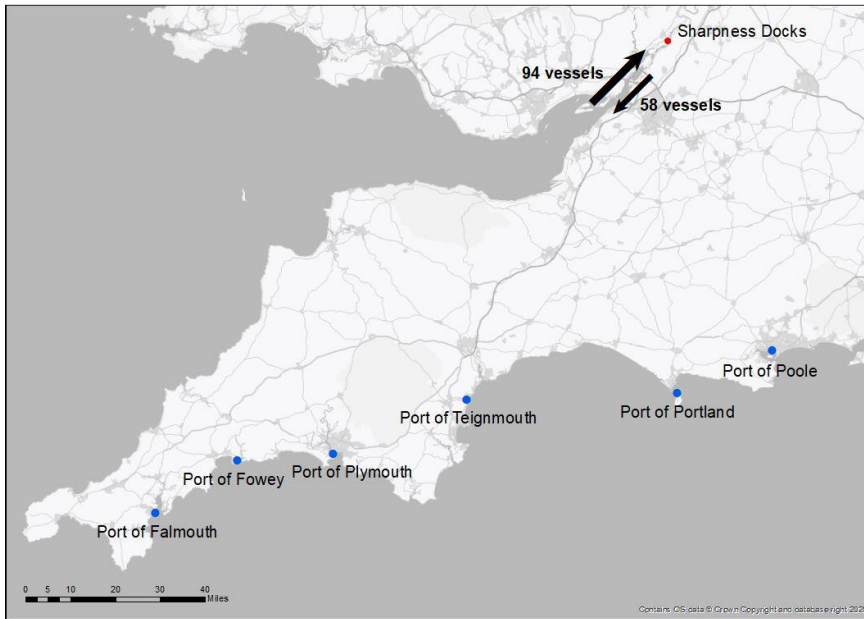 Sharpness Docks
94 vessels
58 vessels
Port of Poole
Port of Portland
Port of Teignmouth
Port of Plymouth
Port of Fowey
Port of Falmouth
0 5 10 20 30 40
Miles
Contains OS data © Crown Copyright and database right